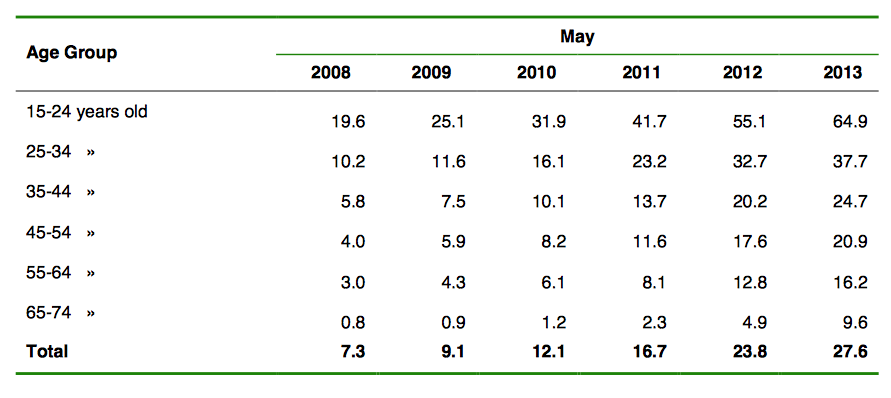 Age Group May
2008 2009 2010 2011 2012 2013
15-24 years old 19.6 25.1 31.9 41.7 55.1 64.9
25-34 » 10.2 11.6 16.1 23.2 32.7 37.7
35-44 » 5.8 7.5 10.1 13.7 20.2 24.7
45-54 » 4.0 5.9 8.2 11.6 17.6 20.9
55-64 » 3.0 4.3 6.1 8.1 12.8 16.2
65-74 » 0.8 0.9 1.2 2.3 4.9 9.6
Total 7.3 9.1 12.1 16.7 23.8 27.6